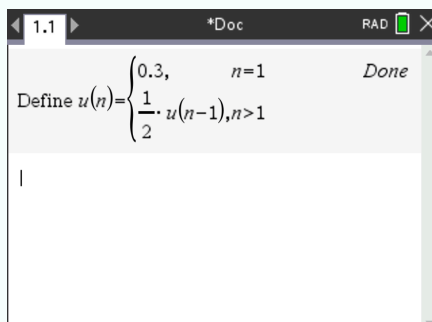 1.1 *Doc RAD
Define u(n)={0.3, n=1 Done
1/2· u(n−1),n>1